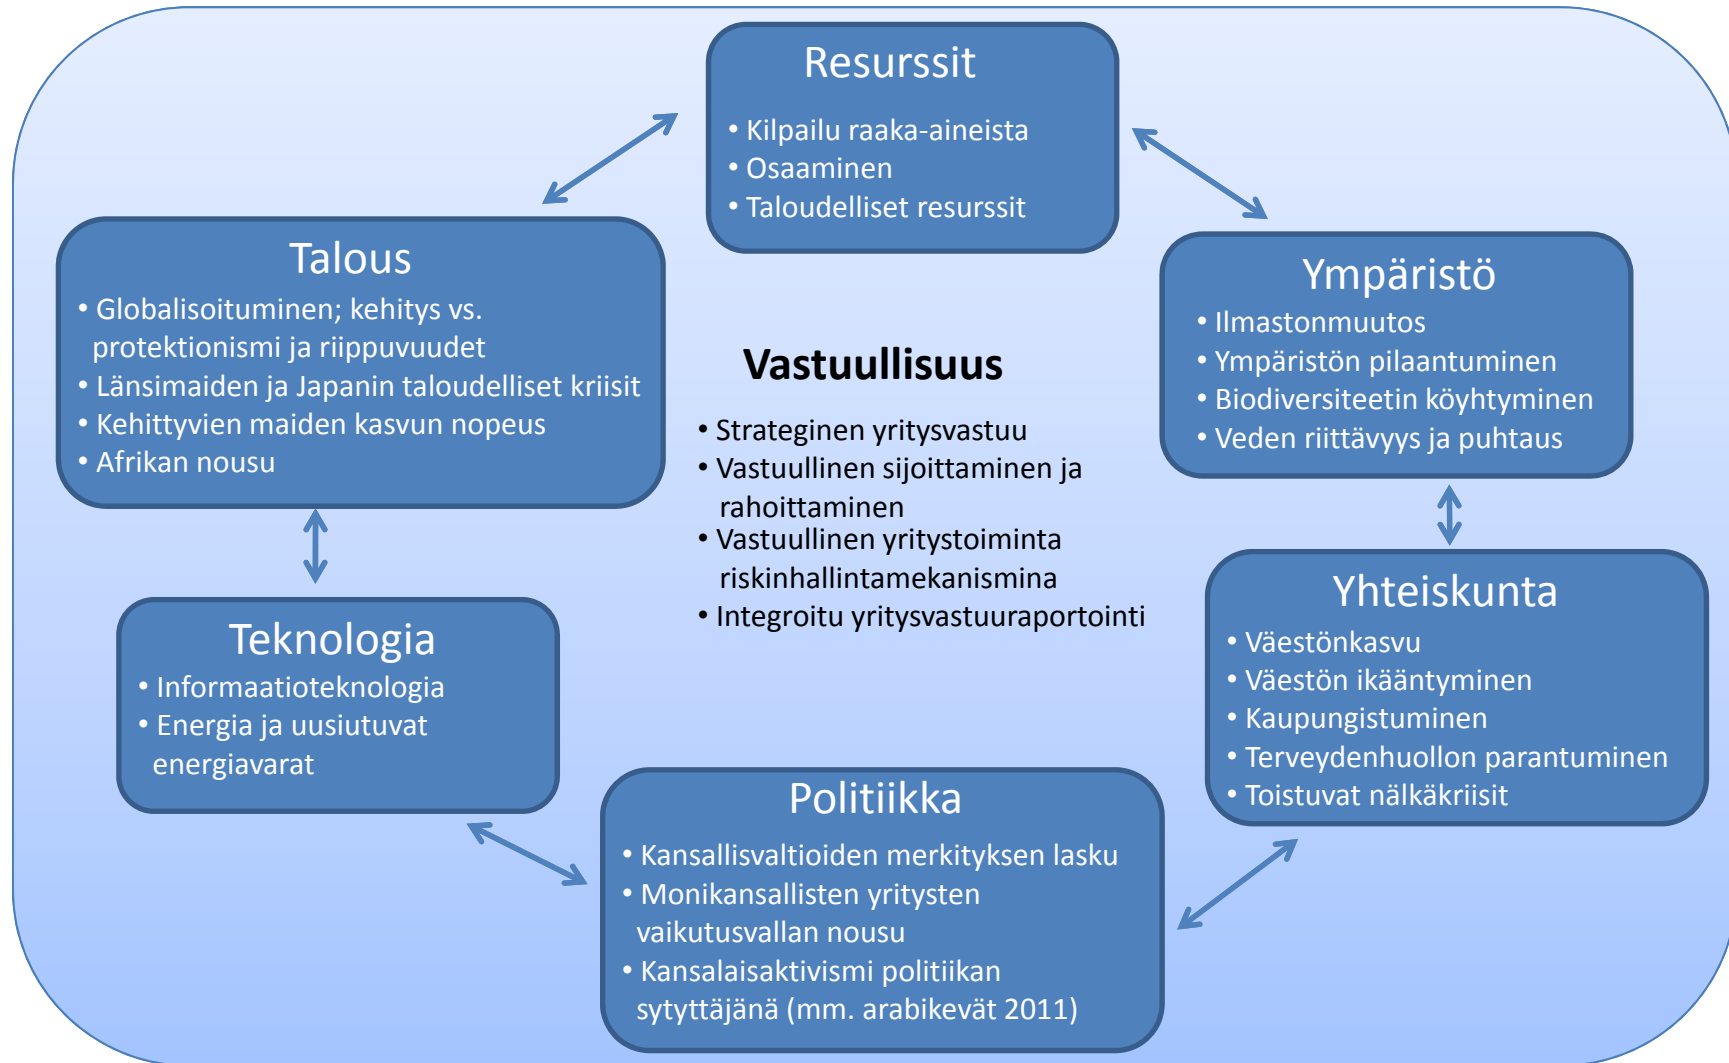 Resurssit
• Kilpailu raaka-aineista
• Osaaminen
• Taloudelliset resurssit
Talous
• Globalisoituminen; kehitys vs.
protektionismi ja riippuvuudet
• Länsimaiden ja Japanin taloudelliset kriisit
• Kehittyvien maiden kasvun nopeus
• Afrikan nousu
Ympäristö
• Ilmastonmuutos
• Ympäristön pilaantuminen
• Biodiversiteetin köyhtyminen
• Veden riittävyys ja puhtaus
Vastuullisuus
• Strateginen yritysvastuu
• Vastuullinen sijoittaminen ja
rahoittaminen
• Vastuullinen yritystoiminta
riskinhallintamekanismina
• Integroitu yritysvastuuraportointi
Teknologia
• Informaatioteknologia
• Energia ja uusiutuvat
energiavarat
Yhteiskunta
• Väestönkasvu
• Väestön ikääntyminen
• Kaupungistuminen
• Terveydenhuollon parantuminen
• Toistuvat nälkäkriisit
Politiikka
• Kansallisvaltioiden merkityksen lasku
• Monikansallisten yritysten
vaikutusvallan nousu
• Kansalaisaktivismi politiikan
sytyttäjänä (mm. arabikevät 2011)